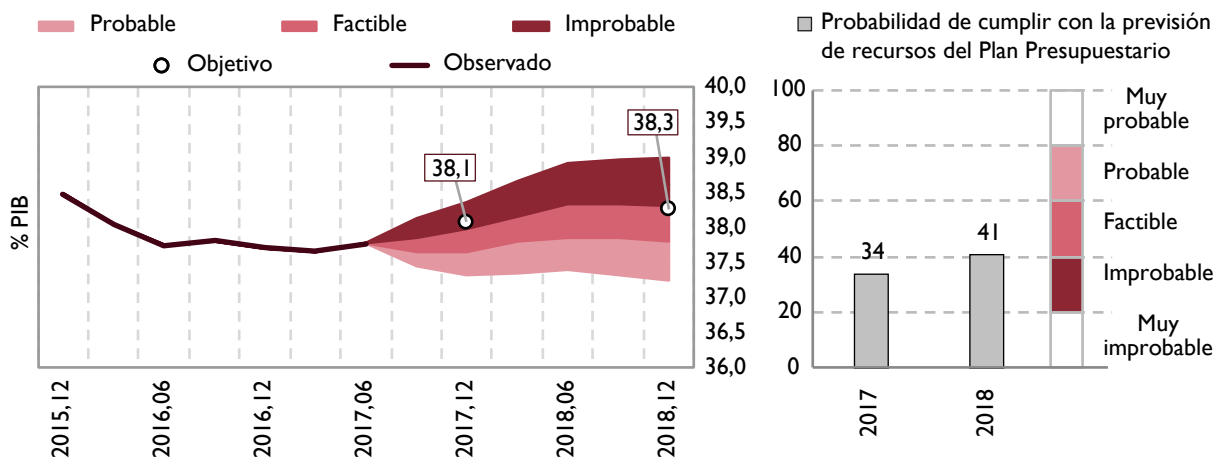 Probable
Factible
Improbable
Objetivo
Observado
% PIB
40,0
39,5
39,0
38,5
38,0
37,5
37,0
36,5
36,0
38,1
38,3
2015,12
2016,06
2016,12
2017,06
2017,12
2018,06
2018,12
Probabilidad de cumplir con la previsión
de recursos del Plan Presupuestario
100
80
60
40
20
0
34
41
2017
2018
Muy
probable
Probable
Factible
Improbable
Muy
improbable